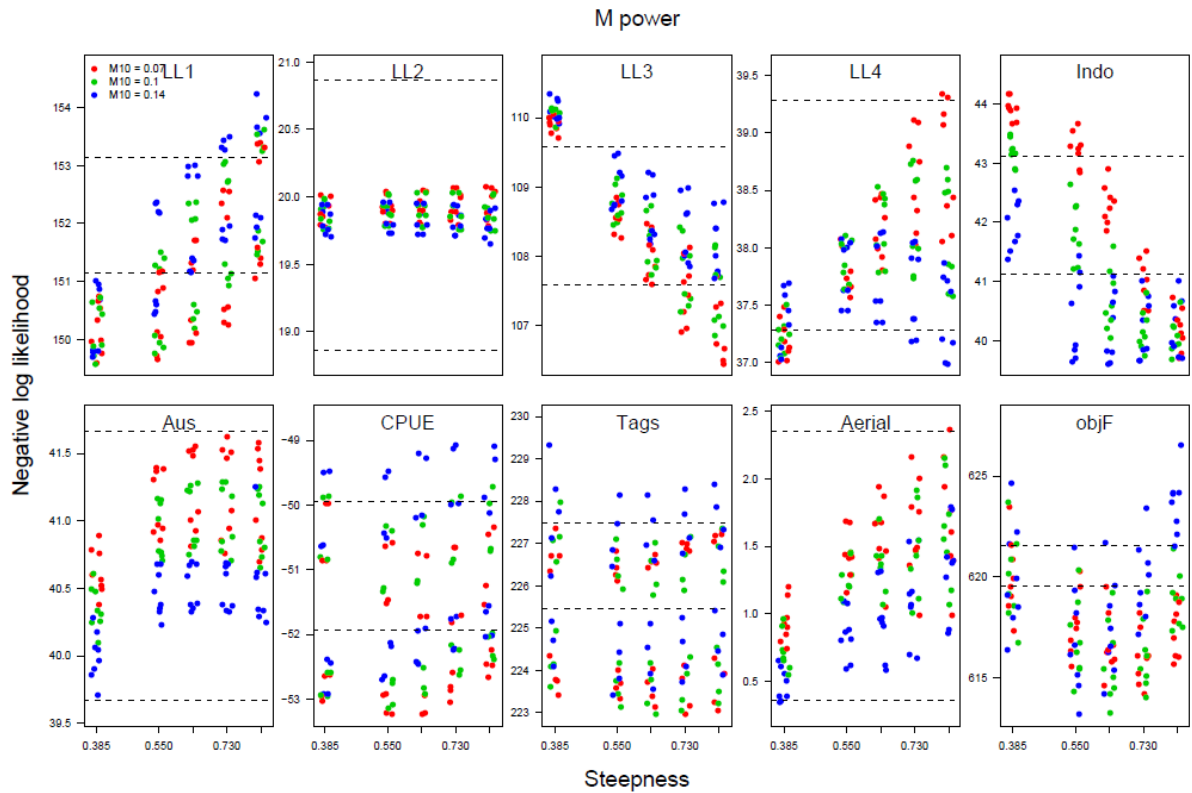 M power
LL1
M10 = 0.07
M10 = 0.1
M10 = 0.14
154
153
152
151
150
LL2
21.0
20.5
20.0
19.5
19.0
LL3
110
109
108
107
LL4
39.5
39.0
38.5
38.0
37.5
37.0
Indo
44
43
42
41
40
Negative log likelihood
Aus
41.5
41.0
40.5
40.0
39.5
0.385 0.550 0.730
CPUE
−49
−50
−51
−52
−53
0.385 0.550 0.730
Tags
230
229
228
227
226
225
224
223
0.385 0.550 0.730
Aerial
2.5
2.0
1.5
1.0
0.5
0.385 0.550 0.730
objF
625
620
615
0.385 0.550 0.730
Steepness